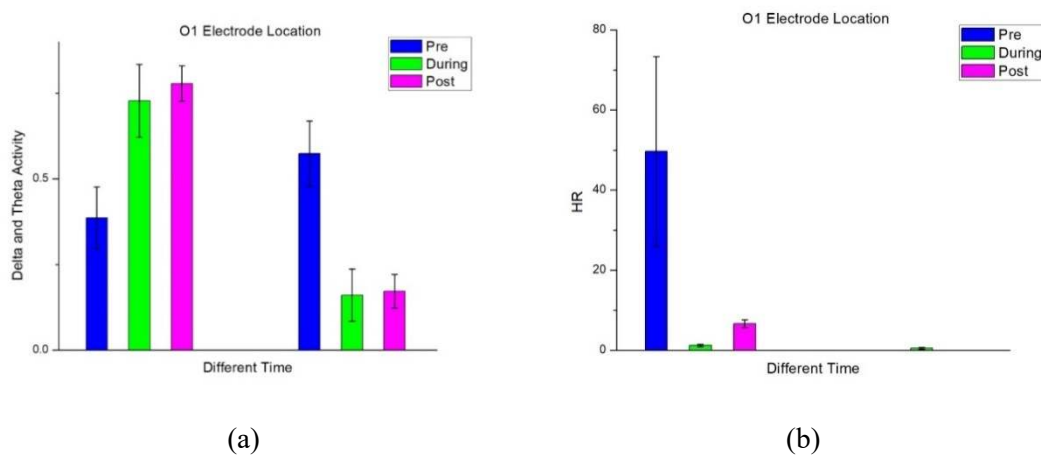 O1 Electrode Location
Pre
During
Post
Delta and Theta Activity
0.5
0.0
Different Time
(a)
O1 Electrode Location
Pre
During
Post
HR
80
60
40
20
0
Different Time
(b)